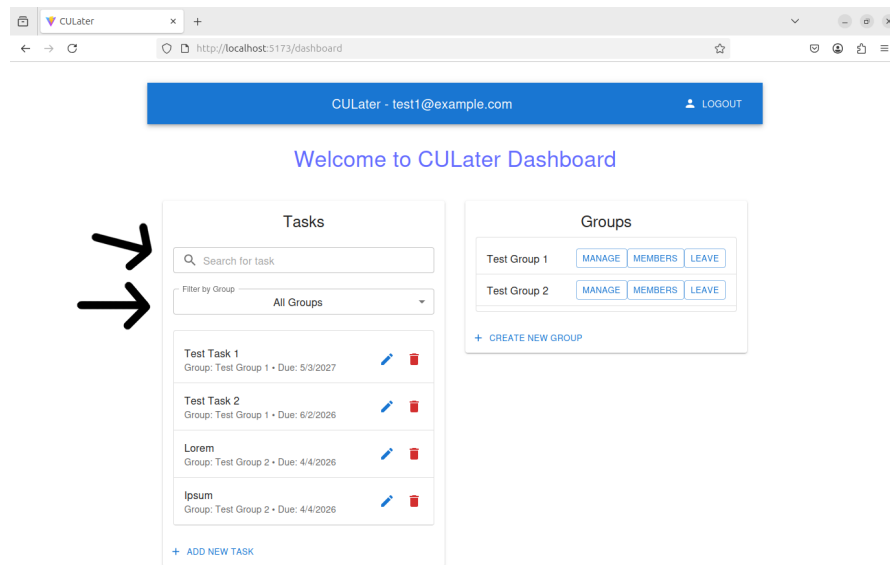 CULater
http://localhost:5173/dashboard
CULater - test1@example.com
LOGOUT
Welcome to CULater Dashboard
Tasks
Search for task
Filter by Group
All Groups
Test Task 1
Group: Test Group 1 • Due: 5/3/2027
Test Task 2
Group: Test Group 1 • Due: 6/2/2026
Lorem
Group: Test Group 2 • Due: 4/4/2026
Ipsum
Group: Test Group 2 • Due: 4/4/2026
+ ADD NEW TASK
Groups
Test Group 1 MANAGE MEMBERS LEAVE
Test Group 2 MANAGE MEMBERS LEAVE
+ CREATE NEW GROUP